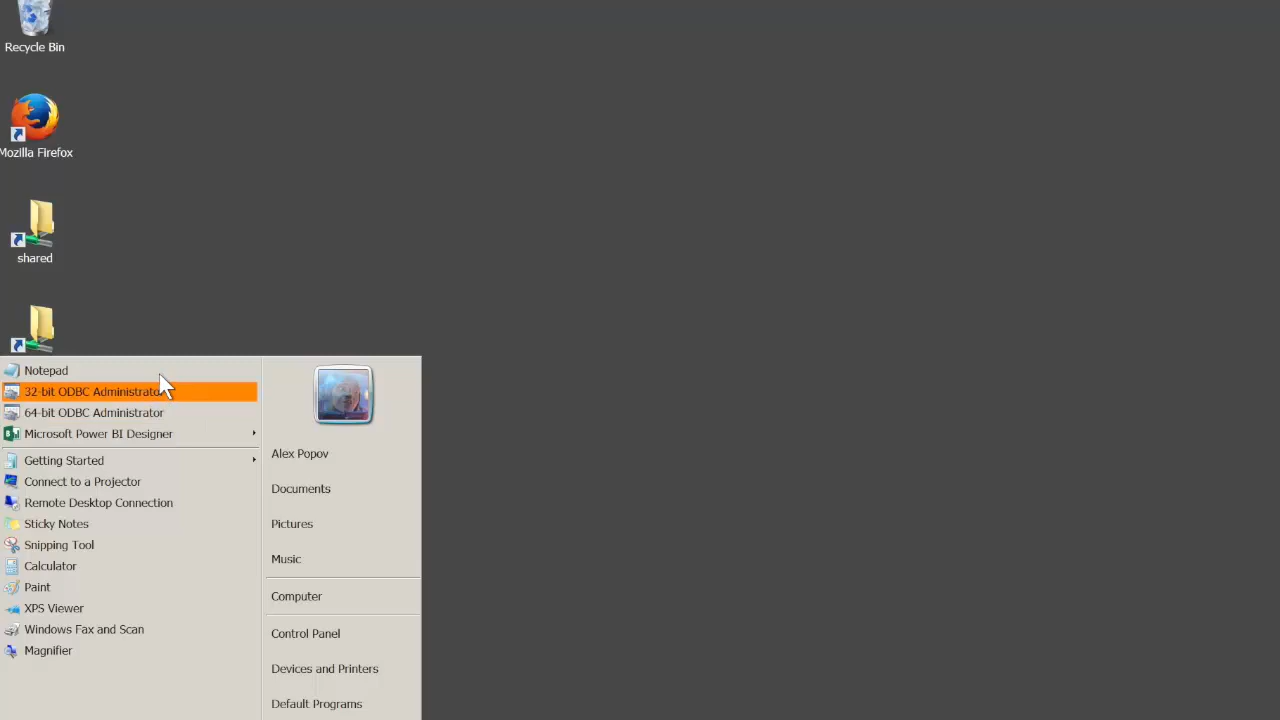 Recycle Bin
Mozilla Firefox
shared
Notepad
32-bit ODBC Administrator
64-bit ODBC Administrator
Microsoft Power BI Designer
Getting Started
Connect to a Projector
Remote Desktop Connection
Sticky Notes
Snipping Tool
Calculator
Paint
XPS Viewer
Windows Fax and Scan
Magnifier
Alex Popov
Documents
Pictures
Music
Computer
Control Panel
Devices and Printers
Default Programs